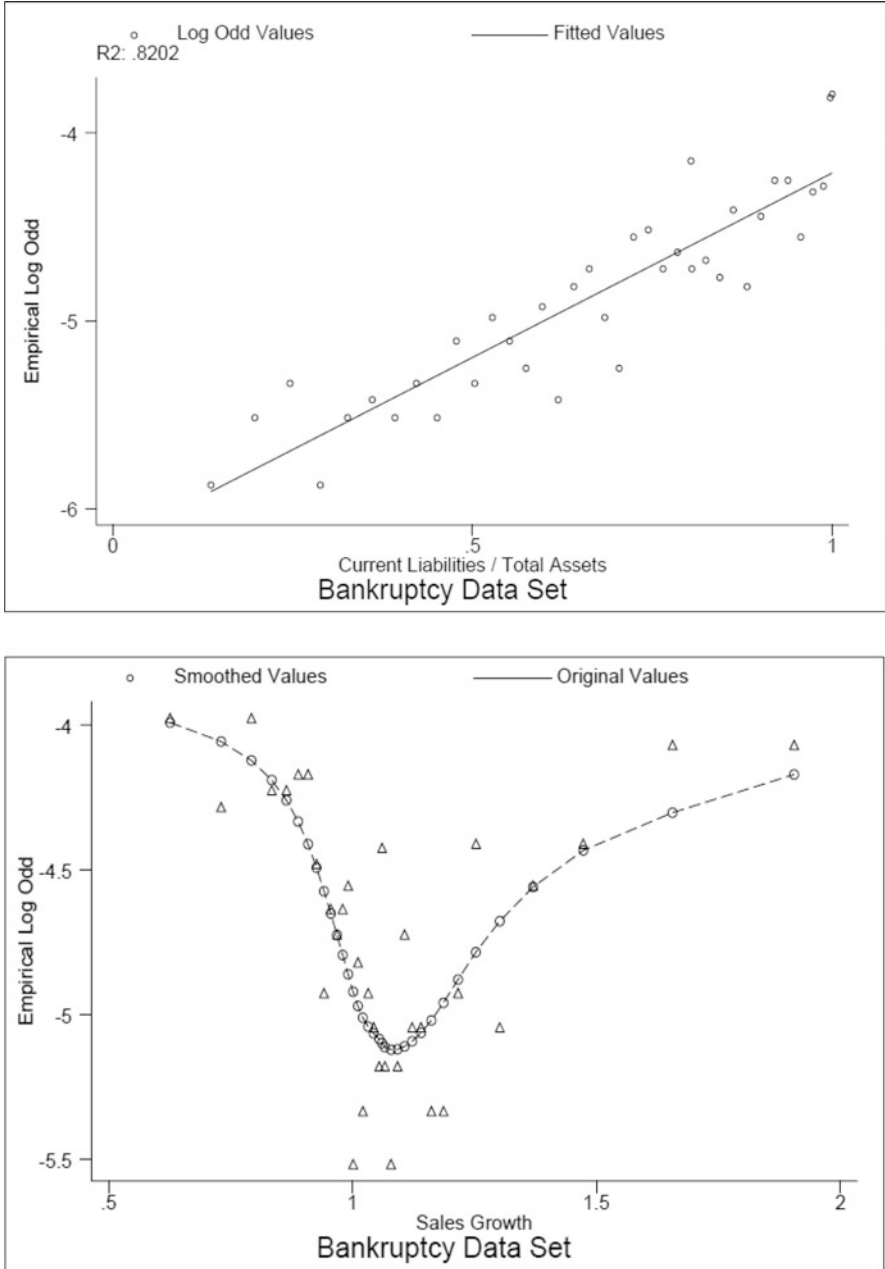 Log Odd Values Fitted Values
R2: .8202
Empirical Log Odd
-4
-5
-6
0 .5 1
Current Liabilities / Total Assets
Bankruptcy Data Set
Smoothed Values Original Values
Empirical Log Odd
-4
-4.5
-5
-5.5
.5 1 1.5 2
Sales Growth
Bankruptcy Data Set